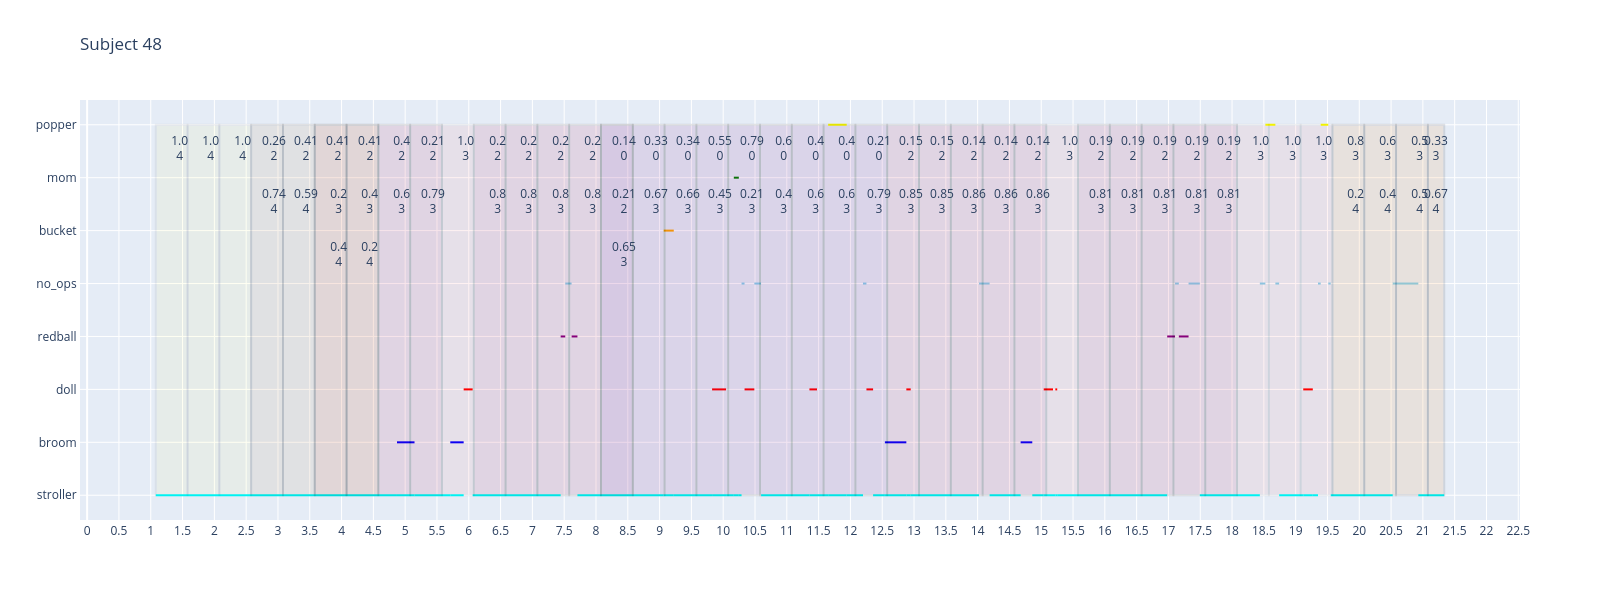 Subject 48
popper
1.0 1.0 1.0 0.26 0.41 0.41 0.41 0.4 0.21 1.0 0.2 0.2 0.2 0.2 0.14 0.33 0.34 0.55 0.79 0.6 0.4 0.4 0.21 0.15 0.15 0.14 0.14 0.14 1.0 0.19 0.19 0.19 0.19 0.19 1.0 1.0 1.0 0.8 0.6 0.5 0.33
4 4 4 2 2 2 2 2 2 3 2 2 2 2 0 0 0 0 0 0 0 0 0 2 2 2 2 2 3 2 2 2 2 2 3 3 3 3 3 3 3
mom
0.74 0.59 0.2 0.4 0.6 0.79 0.8 0.8 0.8 0.8 0.21 0.67 0.66 0.45 0.21 0.4 0.6 0.6 0.79 0.85 0.85 0.86 0.86 0.86 0.81 0.81 0.81 0.81 0.81 0.2 0.4 0.5 0.67
4 4 3 3 3 3 3 3 3 3 2 3 3 3 3 3 3 3 3 3 3 3 3 3 3 3 3 3 3 4 4 4 4
bucket
0.4 0.2 0.65
4 4 3
no_ops
redball
doll
broom
stroller
0 0.5 1 1.5 2 2.5 3 3.5 4 4.5 5 5.5 6 6.5 7 7.5 8 8.5 9 9.5 10 10.5 11 11.5 12 12.5 13 13.5 14 14.5 15 15.5 16 16.5 17 17.5 18 18.5 19 19.5 20 20.5 21 21.5 22 22.5